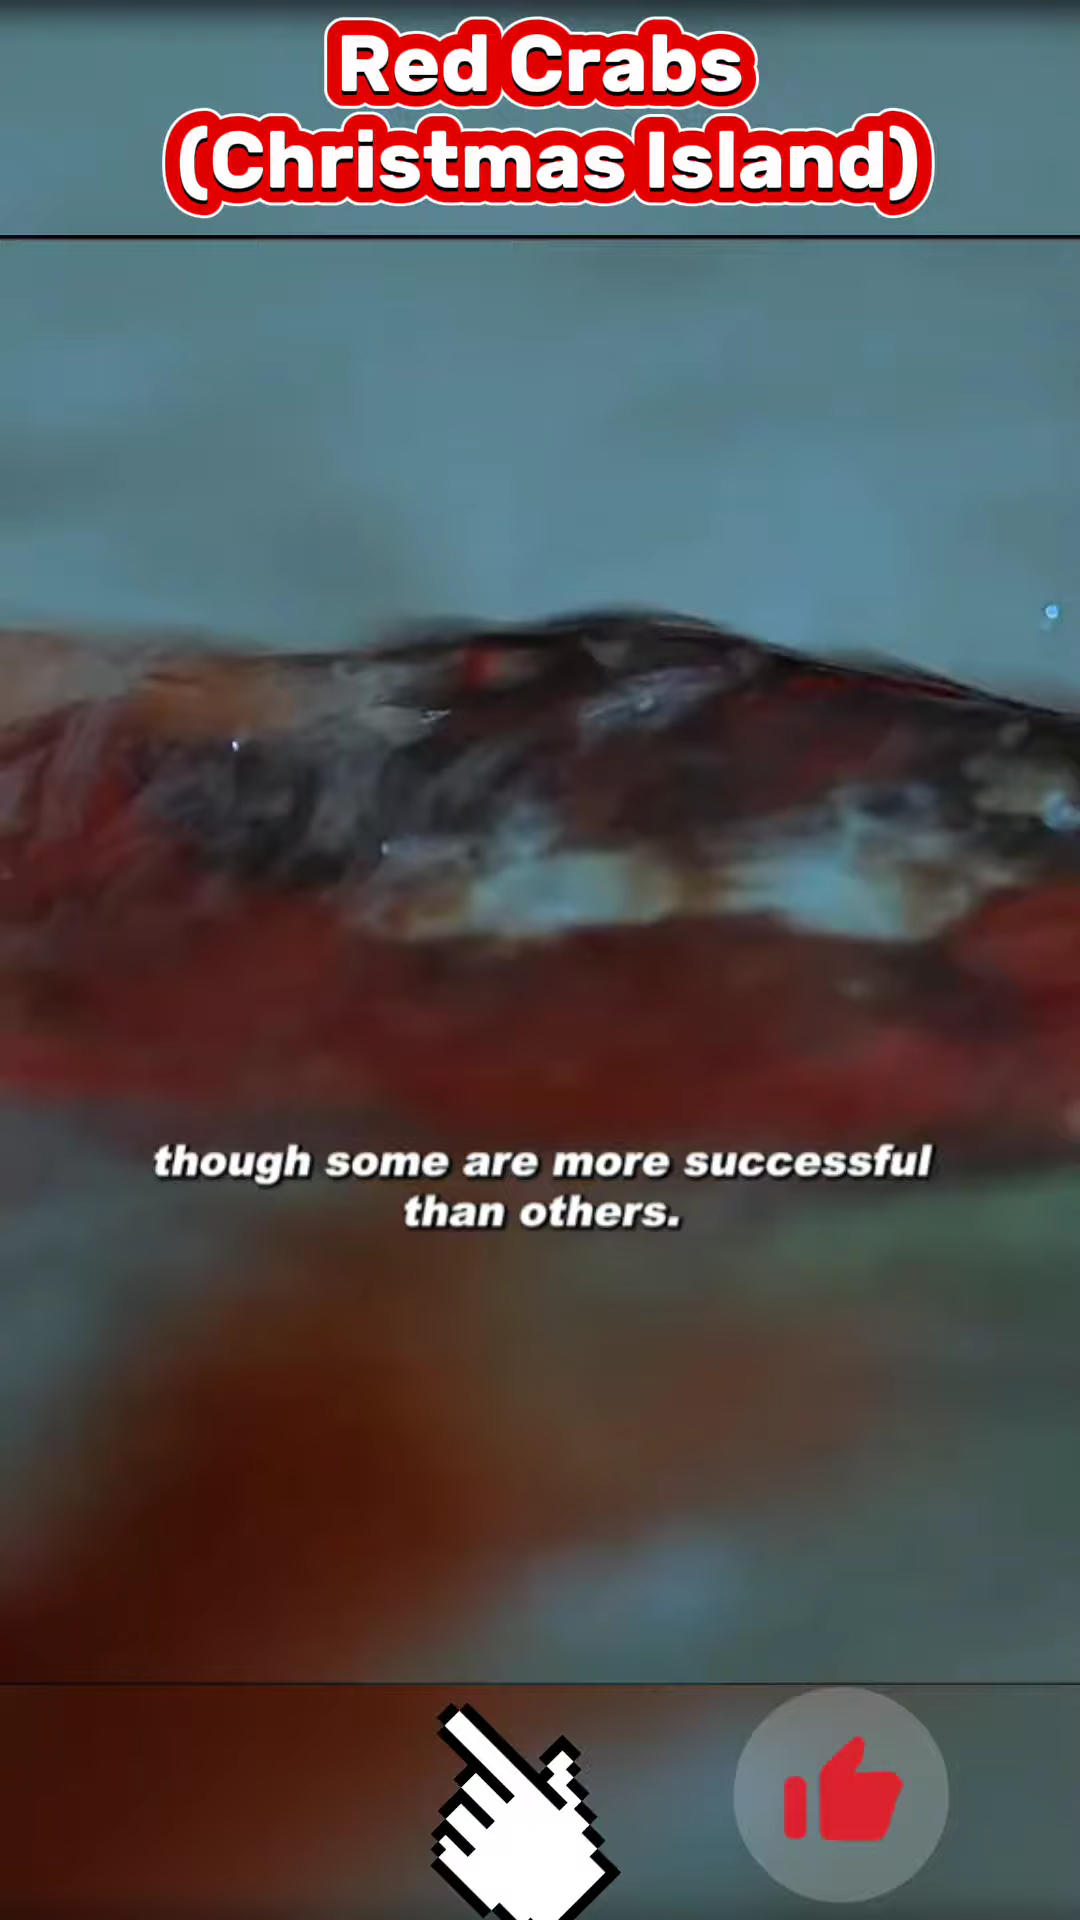 Red Crabs
(Christmas Island)
though some are more successful
than others.